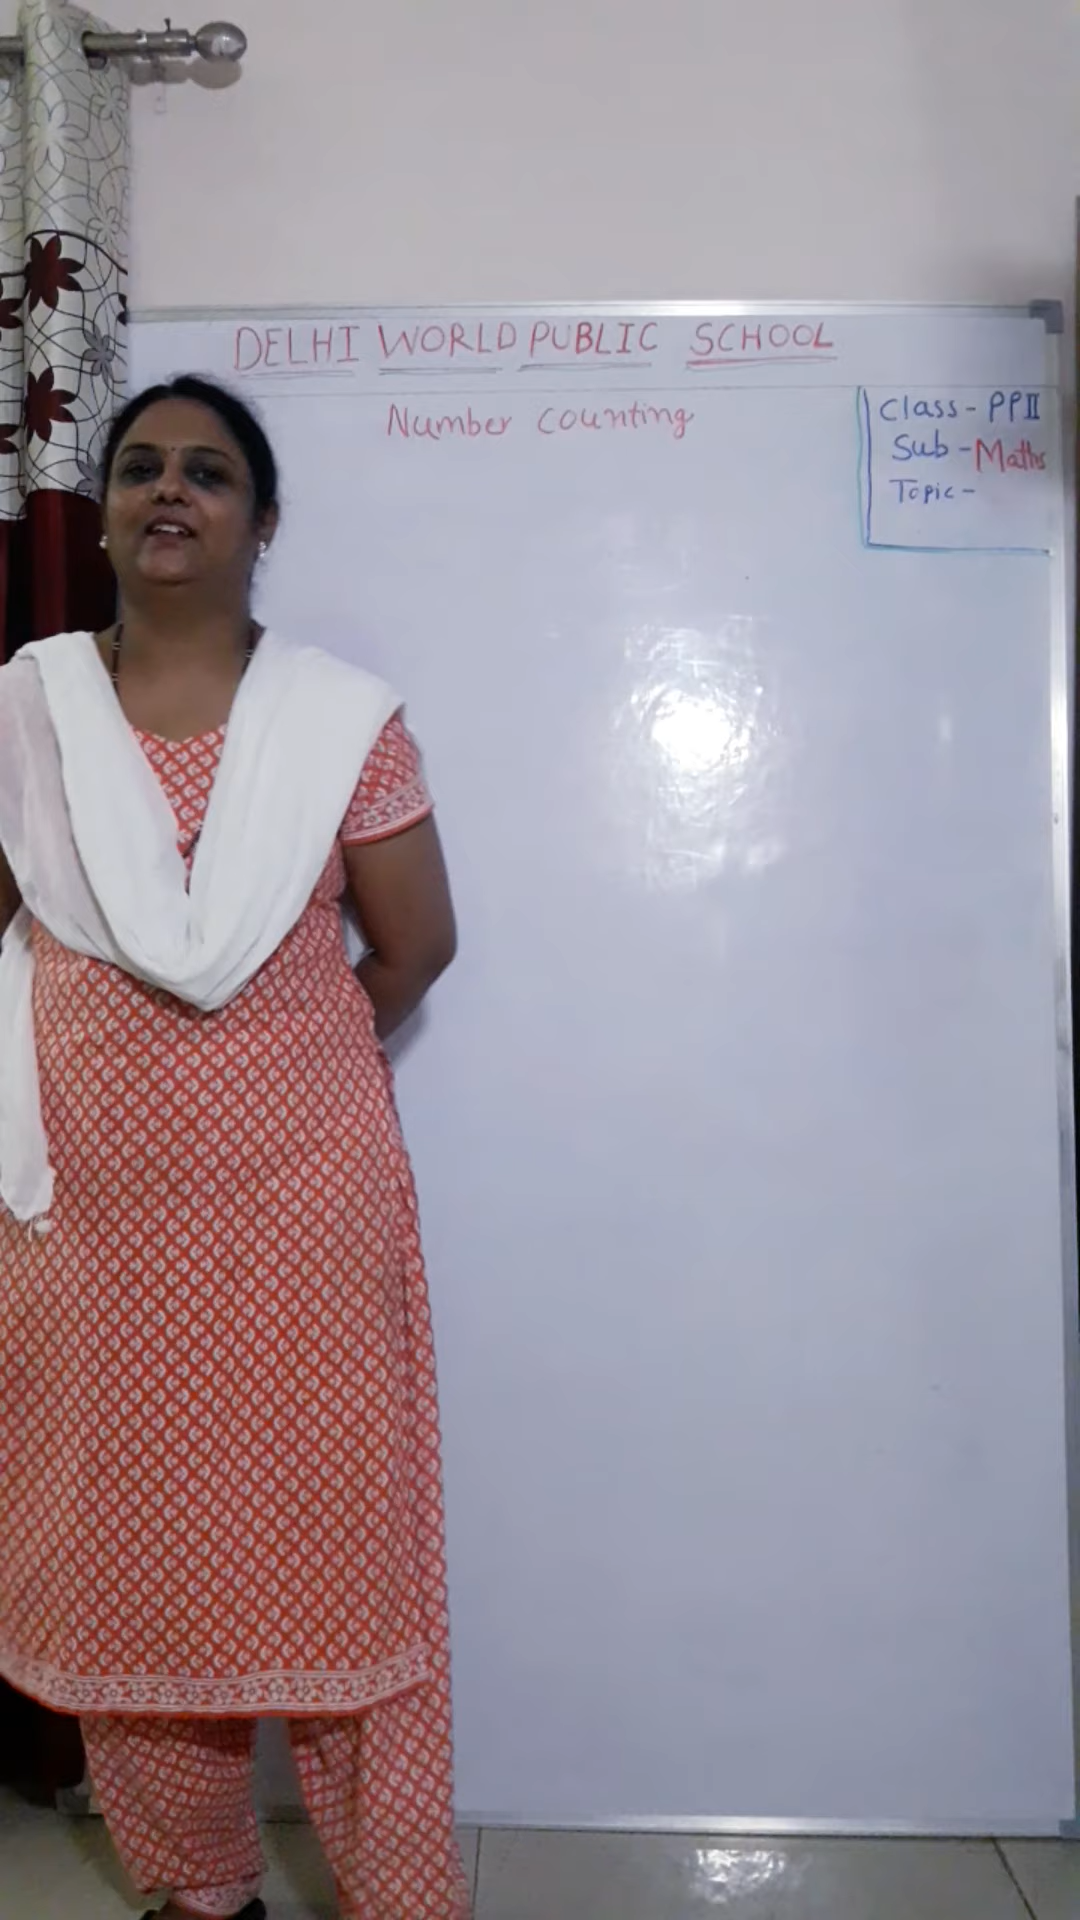 DELHI WORLD PUBLIC SCHOOL
Number counting
Class - PPII
Sub - Maths
Topic -